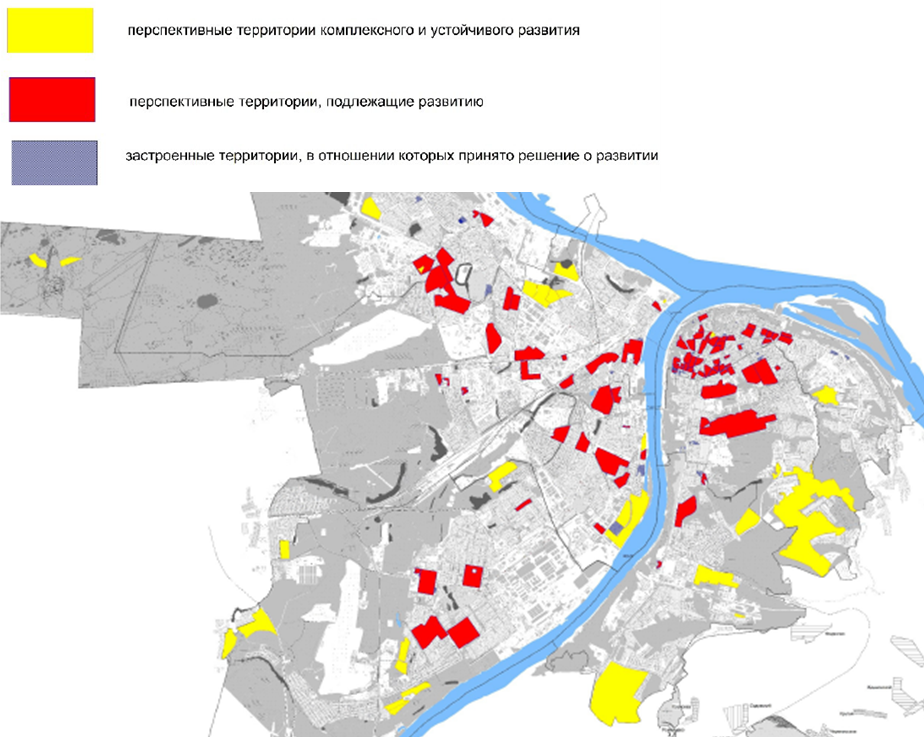 перспективные территории комплексного и устойчивого развития
перспективные территории, подлежащие развитию
застроенные территории, в отношении которых принято решение о развитии